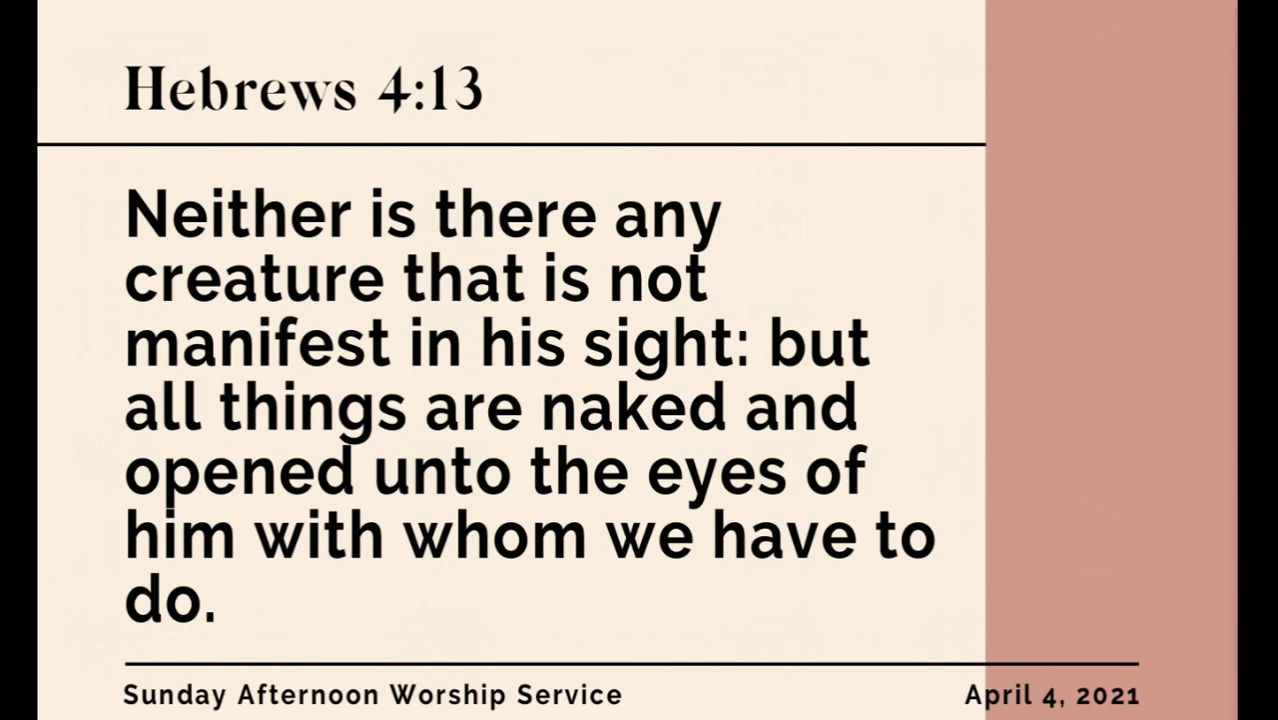 Hebrews 4:13
Neither is there any
creature that is not
manifest in his sight: but
all things are naked and
opened unto the eyes of
him with whom we have to
do.
Sunday Afternoon Worship Service
April 4, 2021